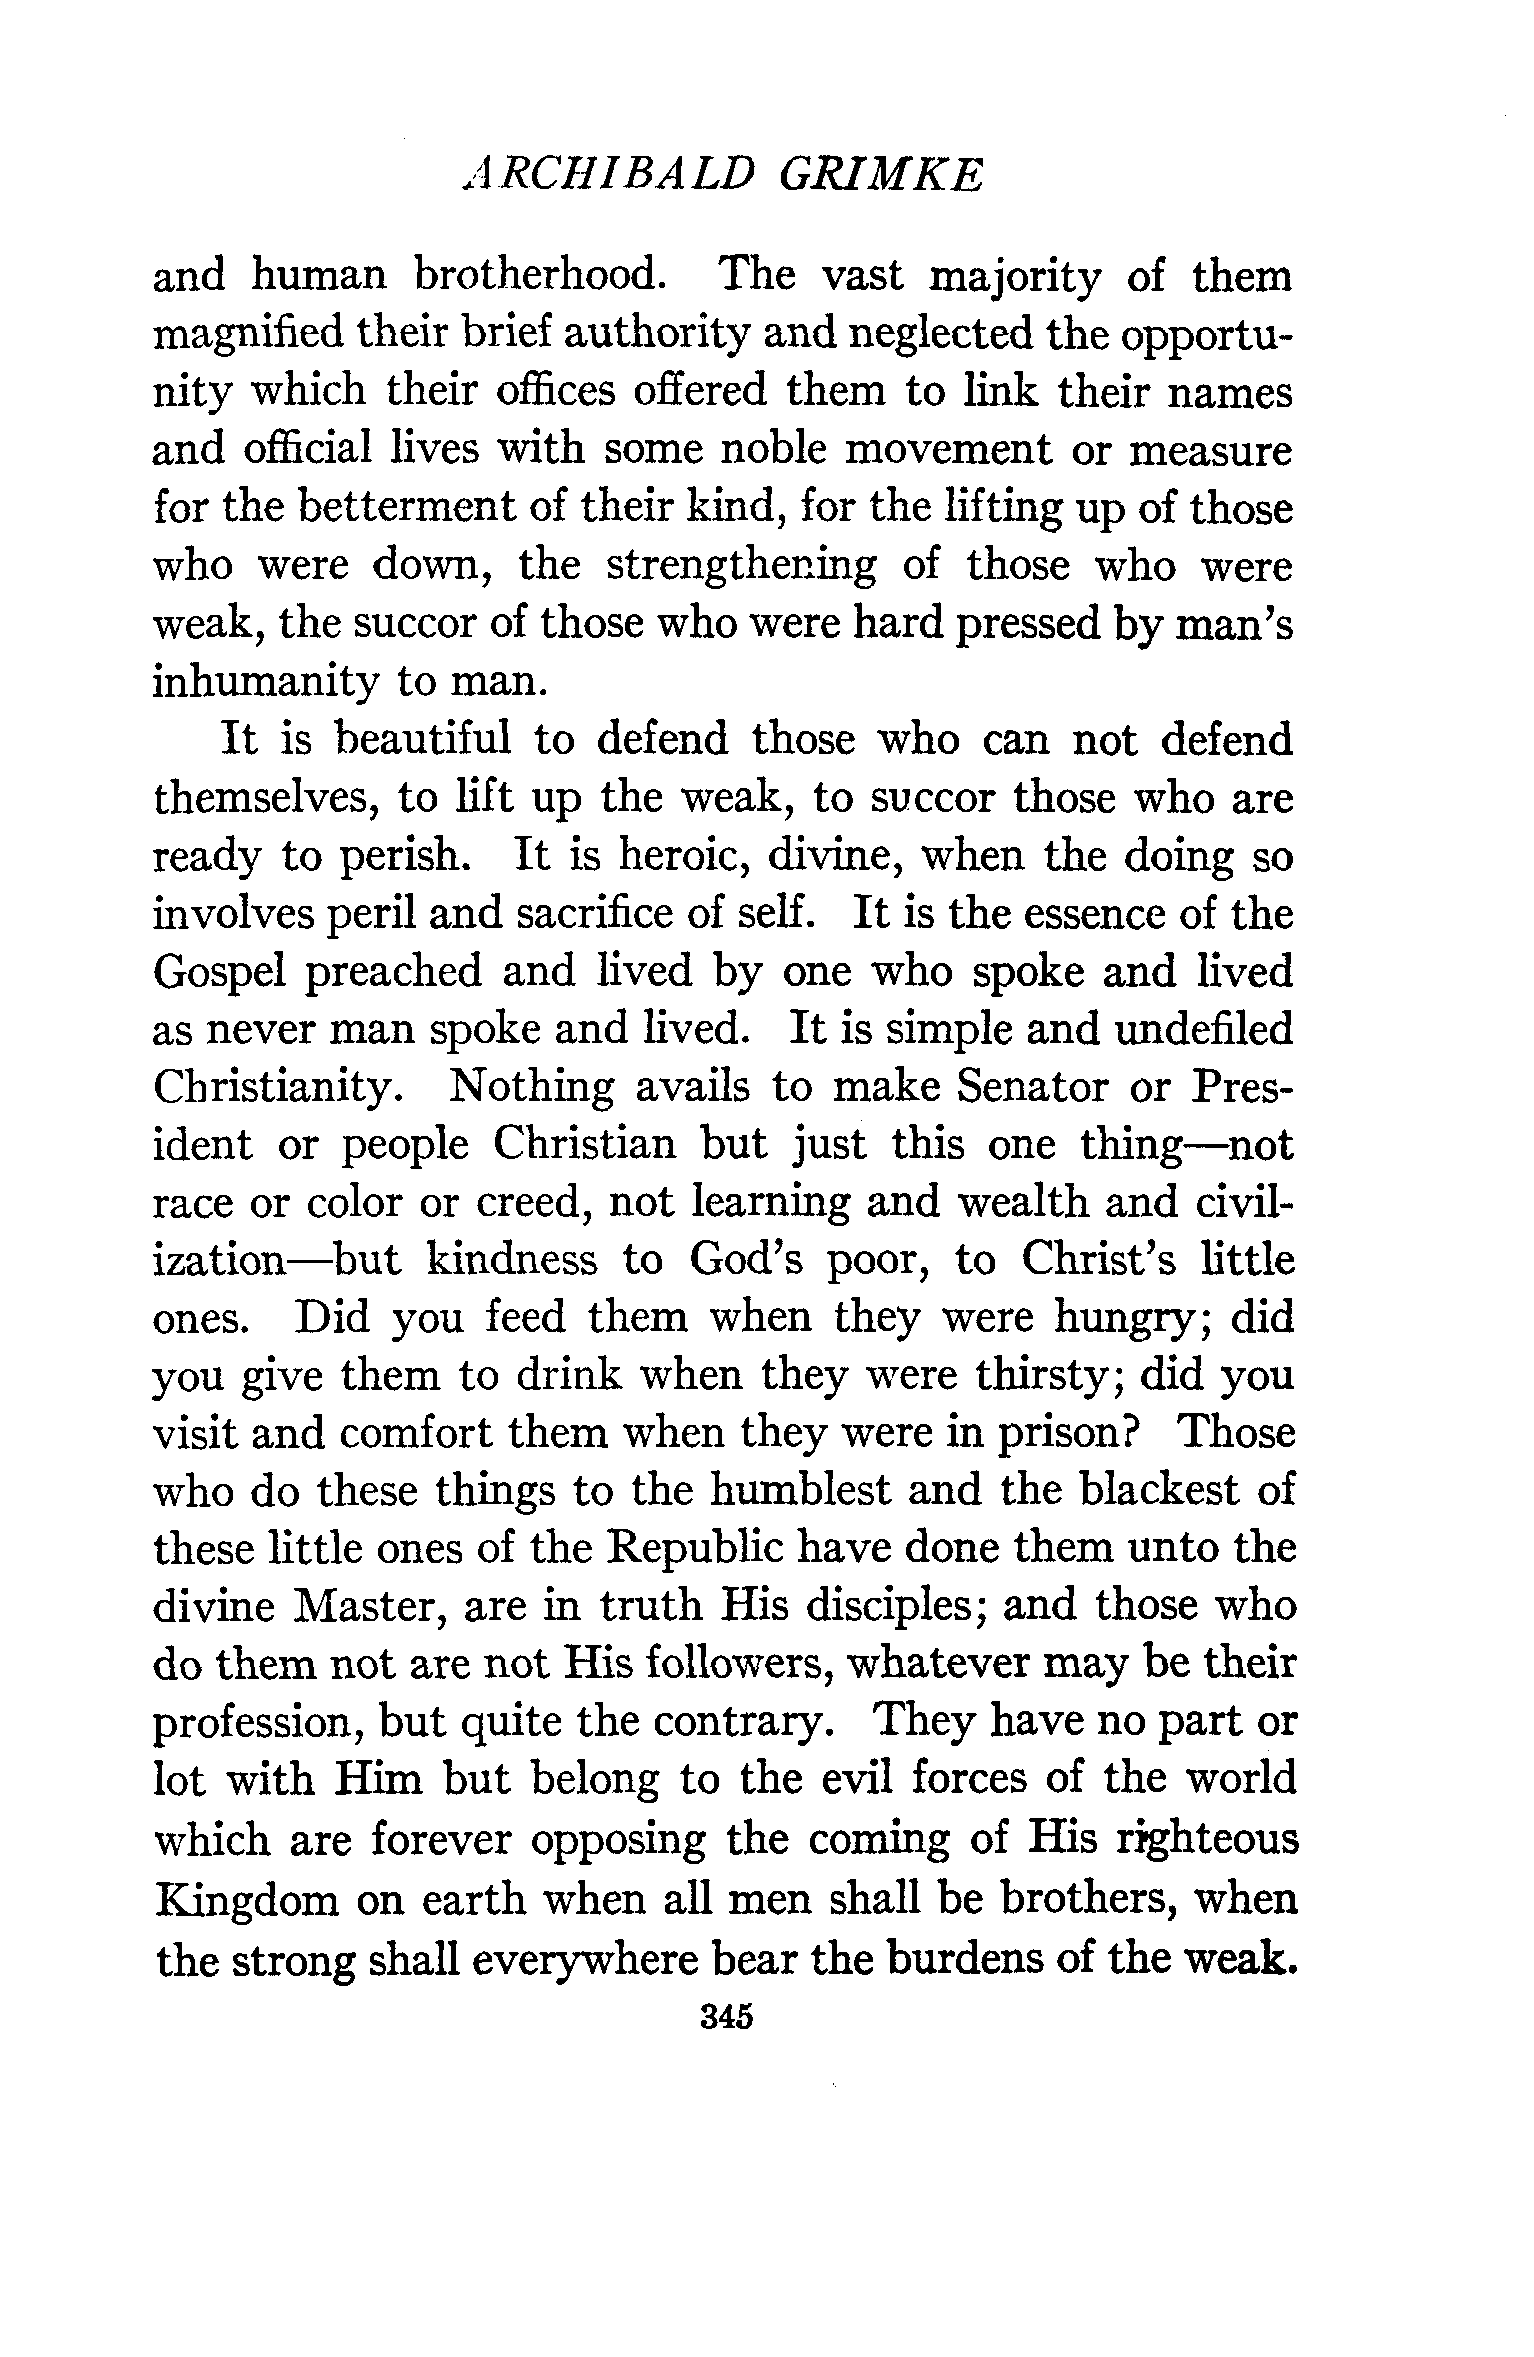 ARCHIBALD GRIMKE
and human brotherhood. The vast majority of them
magnified their brief authority and neglected the opportu-
nity which their offices offered them to link their names
and official lives with some noble movement or measure
for the betterment of their kind, for the lifting up of those
who were down, the strengthening of those who were
weak, the succor of those who were hard pressed by man's
inhumanity to man.
It is beautiful to defend those who can not defend
themselves, to lift up the weak, to succor those who are
ready to perish. It is heroic, divine, when the doing so
involves peril and sacrifice of self. It is the essence of the
Gospel preached and lived by one who spoke and lived
as never man spoke and lived. It is simple and undefiled
Christianity. Nothing avails to make Senator or Pres-
ident or people Christian but just this one thing—not
race or color or creed, not learning and wealth and civil-
ization—but kindness to God's poor, to Christ's little
ones. Did you feed them when they were hungry; did
you give them to drink when they were thirsty; did you
visit and comfort them when they were in prison? Those
who do these things to the humblest and the blackest of
these little ones of the Republic have done them unto the
divine Master, are in truth His disciples; and those who
do them not are not His followers, whatever may be their
profession, but quite the contrary. They have no part or
lot with Him but belong to the evil forces of the world
which are forever opposing the coming of His righteous
Kingdom on earth when all men shall be brothers, when
the strong shall everywhere bear the burdens of the weak.
345